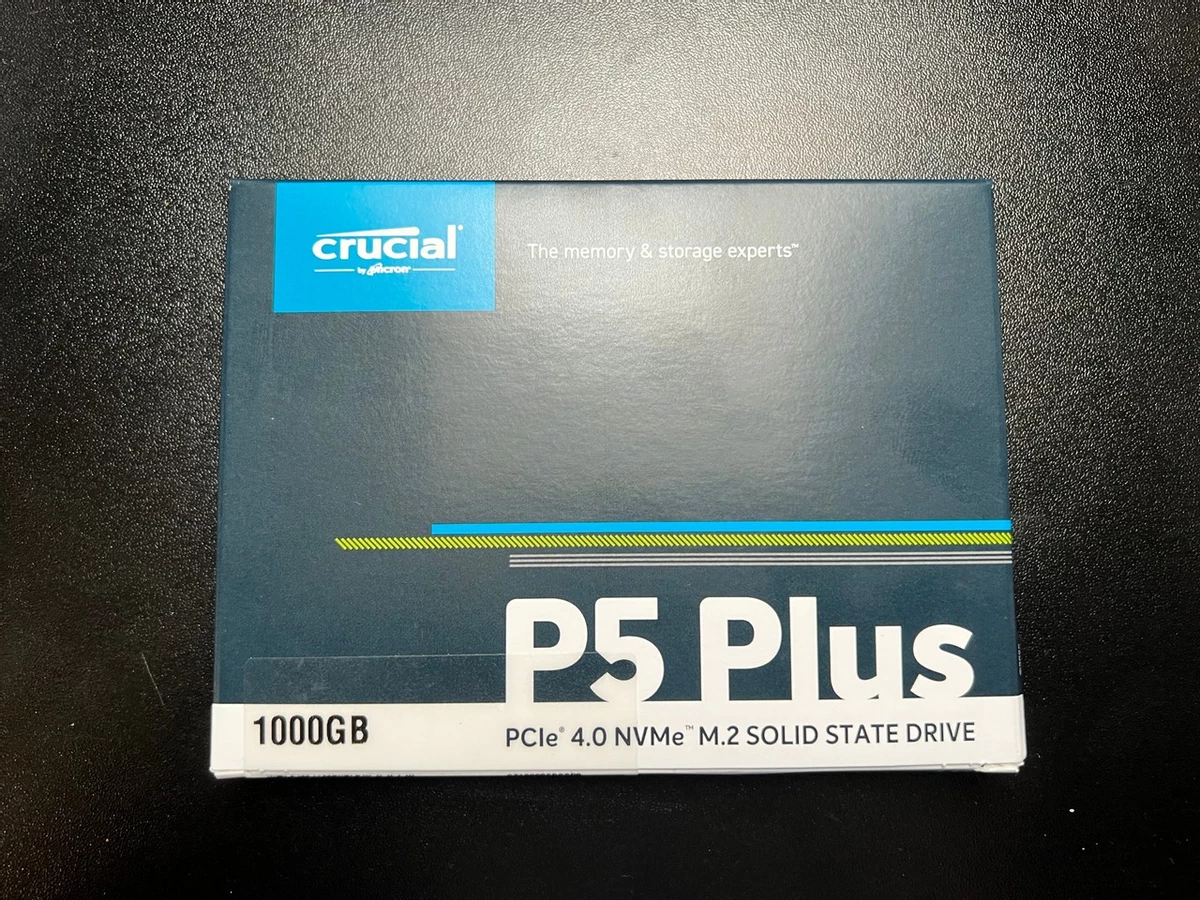 crucial®
by micron®
The memory & storage experts™
P5 Plus
1000GB
PCIe® 4.0 NVMe™ M.2 SOLID STATE DRIVE